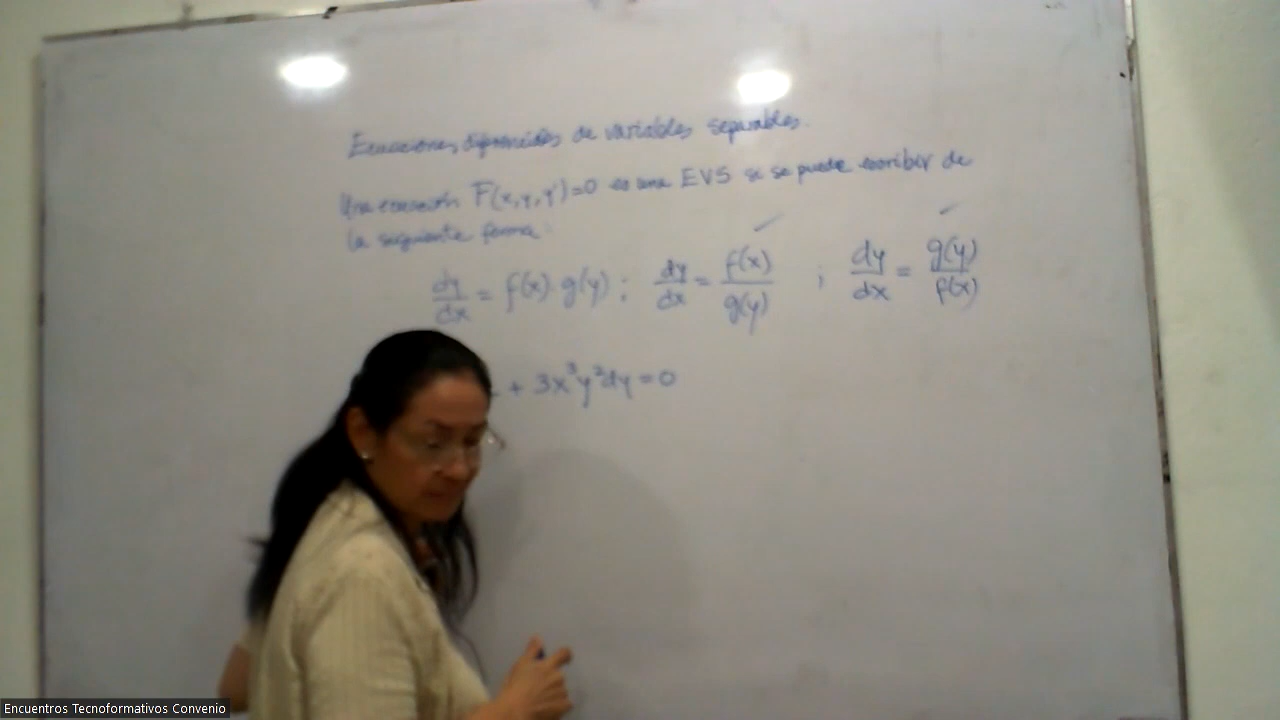 Ecuaciones diferenciales de variables separables.
Una ecuación F(x,y,y')=0 es una EVS si se puede escribir de
la siguiente forma:
dy/dx = f(x) · g(y) ; dy/dx = f(x)/g(y) ; dy/dx = g(y)/f(x)
+ 3x³y²dy = 0
Encuentros Tecnoformativos Convenio